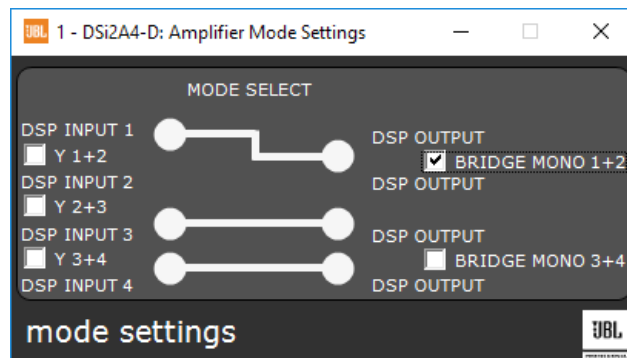 JBL 1 - DSi2A4-D: Amplifier Mode Settings
MODE SELECT
DSP INPUT 1
DSP OUTPUT
Y 1+2
BRIDGE MONO 1+2
DSP INPUT 2
DSP OUTPUT
Y 2+3
DSP INPUT 3
DSP OUTPUT
Y 3+4
BRIDGE MONO 3+4
DSP INPUT 4
DSP OUTPUT
mode settings
JBL